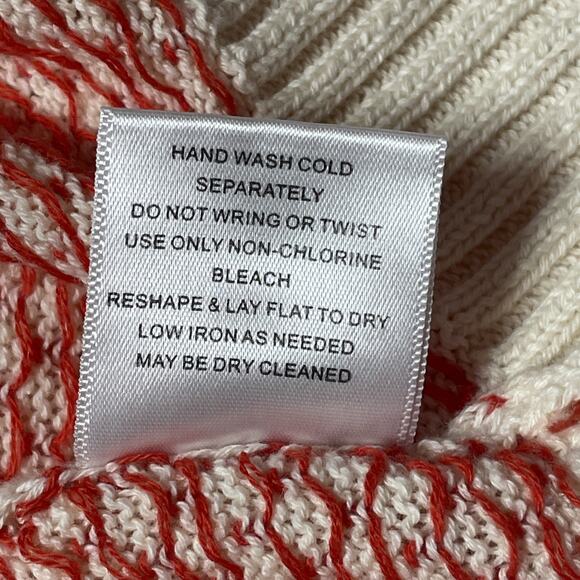 HAND WASH COLD
SEPARATELY
DO NOT WRING OR TWIST
USE ONLY NON-CHLORINE
BLEACH
RESHAPE & LAY FLAT TO DRY
LOW IRON AS NEEDED
MAY BE DRY CLEANED